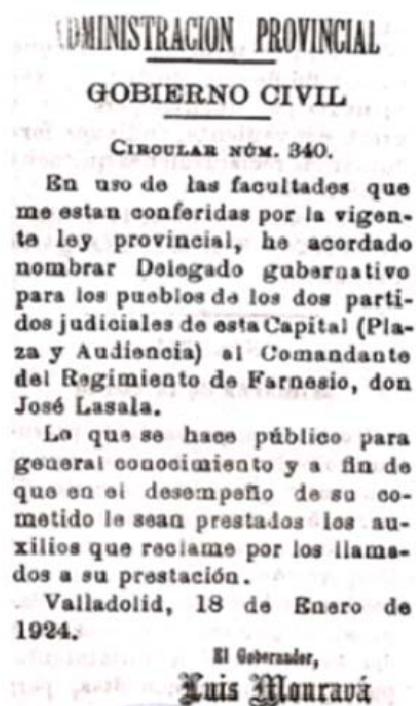 ADMINISTRACION PROVINCIAL
GOBIERNO CIVIL
CIRCULAR NÚM. 340.
En uso de las facultades que
me estan conferidas por la vigen-
te ley provincial, he acordado
nombrar Delegado gubernativo
para los pueblos de los dos parti-
dos judiciales de esta Capital (Pla-
za y Audiencia) al Comandante
del Regimiento de Farnesio, don
José Lasala.
Lo que se hace público para
general conocimiento y a fin de
que en el desempeño de su co-
metido le sean prestados los au-
xilios que reclame por los llama-
dos a su prestación.
Valladolid, 18 de Enero de
1924.
El Gobernador,
Luis Mouravá